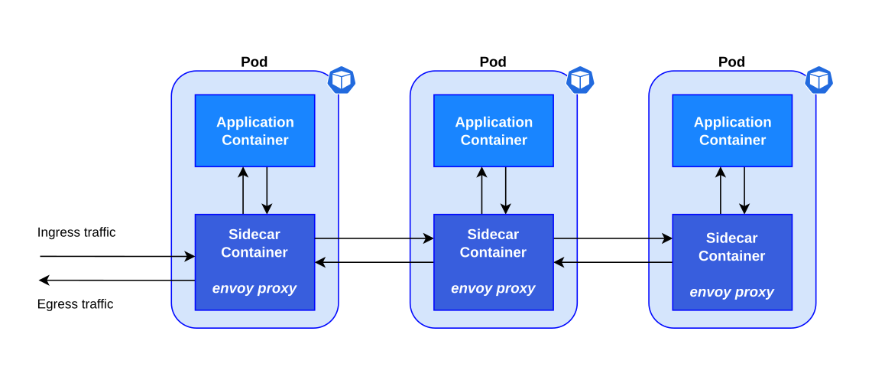 Pod
Pod
Pod
Application
Container
Application
Container
Application
Container
Ingress traffic
Egress traffic
Sidecar
Container
envoy proxy
Sidecar
Container
envoy proxy
Sidecar
Container
envoy proxy